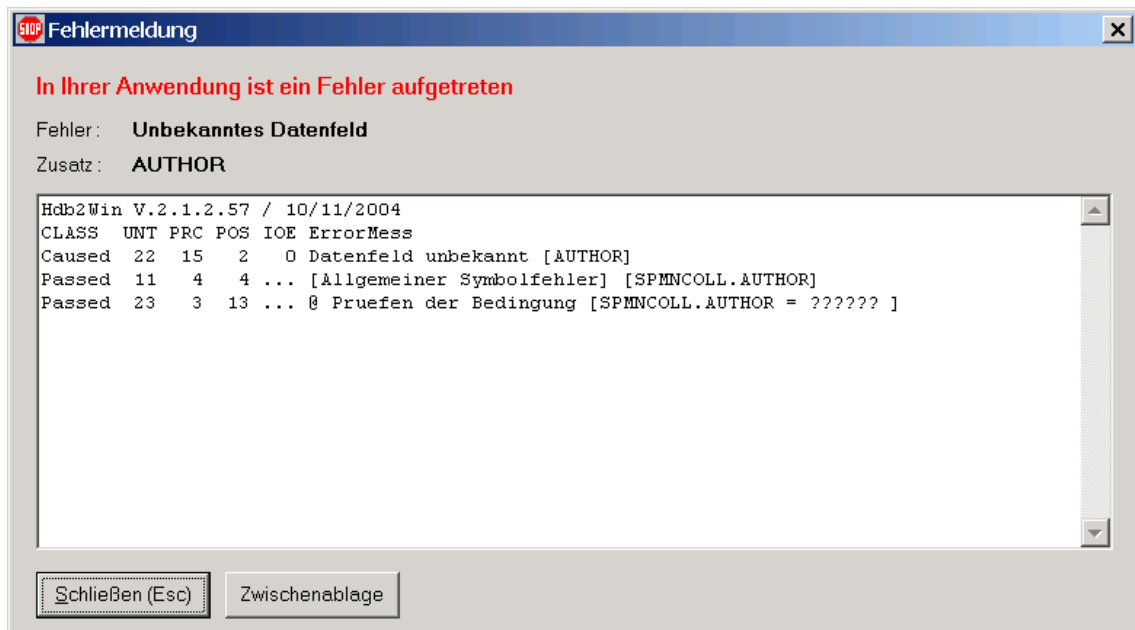 STOP Fehlermeldung
In Ihrer Anwendung ist ein Fehler aufgetreten
Fehler: Unbekanntes Datenfeld
Zusatz: AUTHOR
Hdb2Win V.2.1.2.57 / 10/11/2004
CLASS UNT PRC POS IOE ErrorMess
Caused 22 15 2 0 Datenfeld unbekannt [AUTHOR]
Passed 11 4 4 ... [Allgemeiner Symbolfehler] [SPMNCOLL.AUTHOR]
Passed 23 3 13 ... @ Pruefen der Bedingung [SPMNCOLL.AUTHOR = ?????? ]
Schließen (Esc) Zwischenablage